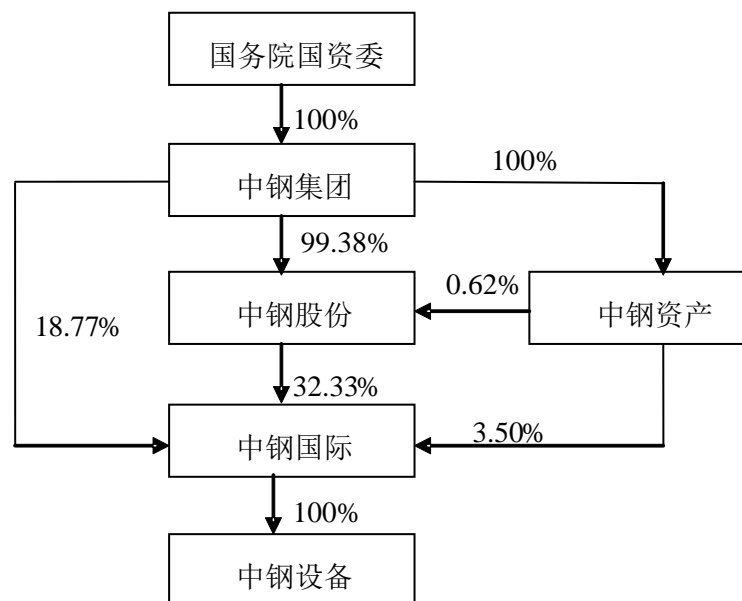 国务院国资委
100%
中钢集团
100%
99.38%
0.62%
中钢股份
中钢资产
18.77%
32.33%
中钢国际
3.50%
100%
中钢设备